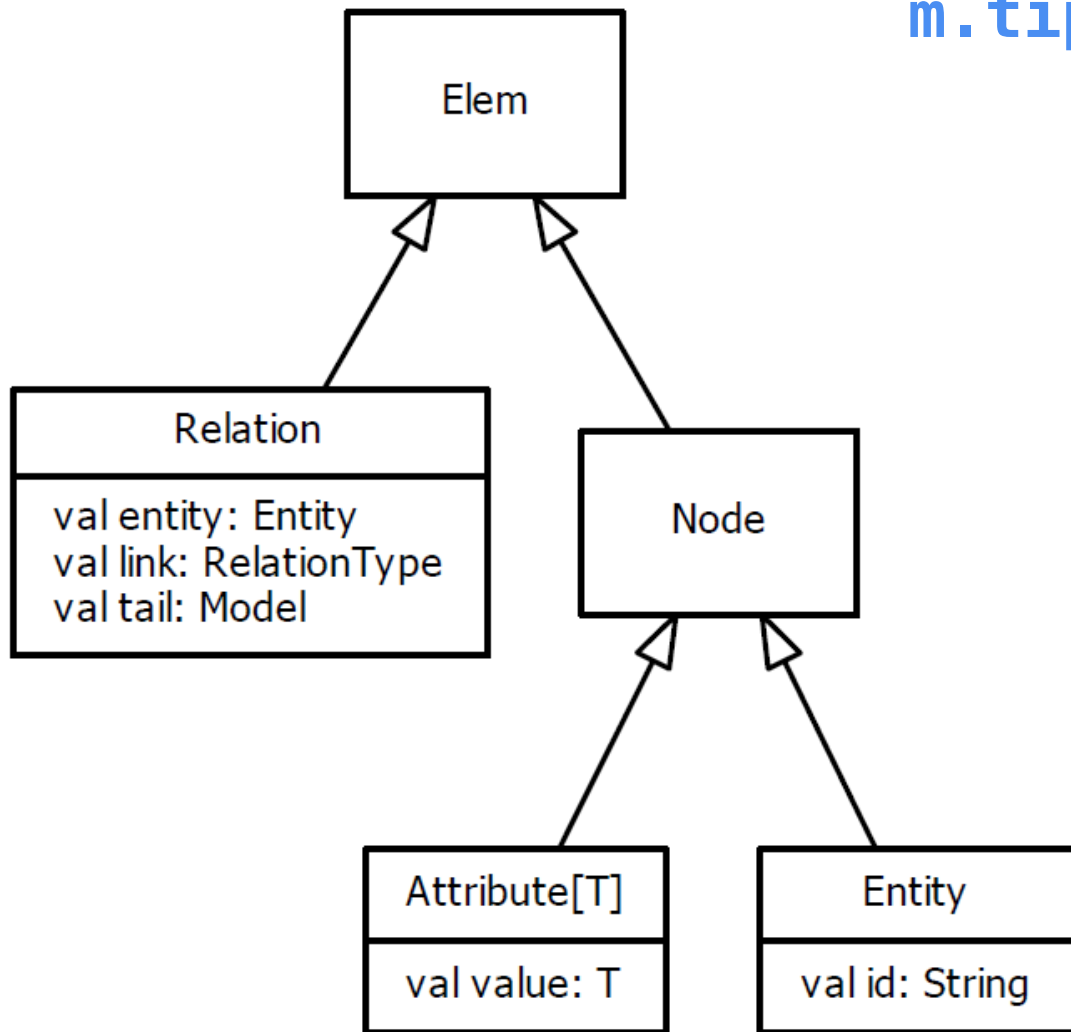 m.tip
Elem
Relation
val entity: Entity
val link: RelationType
val tail: Model
Node
Attribute[T]
val value: T
Entity
val id: String